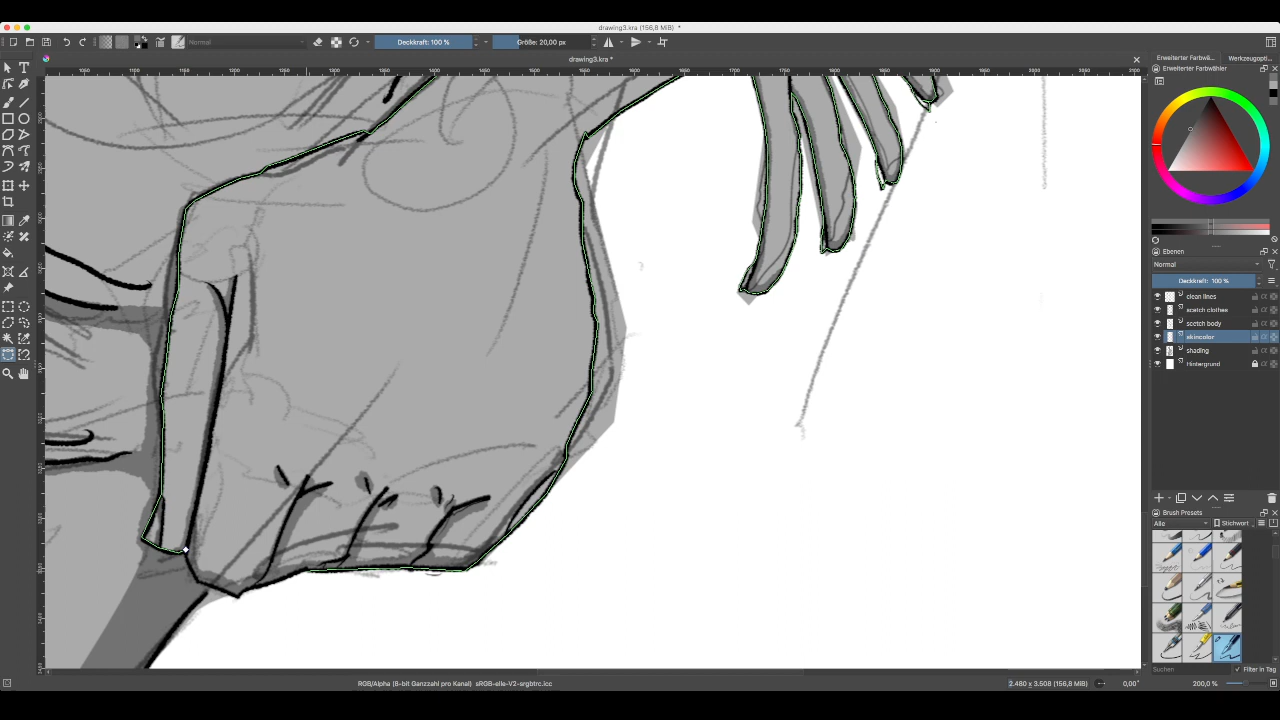 drawing3.kra (156,8 MiB) *
Normal
Deckkraft: 100 %
Größe: 20,00 px
drawing3.kra *
Erweiterter Farbwä...
Werkzeugopti...
Erweiterter Farbwähler
Ebenen
Normal
Deckkraft: 100 %
clean lines
scetch clothes
scetch body
skincolor
shading
Hintergrund
Brush Presets
Alle
Stichwort
Suchen
Filter in Tag
RGB/Alpha (8-bit Ganzzahl pro Kanal) sRGB-elle-V2-srgbtrc.icc
2.480 x 3.508 (156,8 MiB)
0,00°
200,0 %